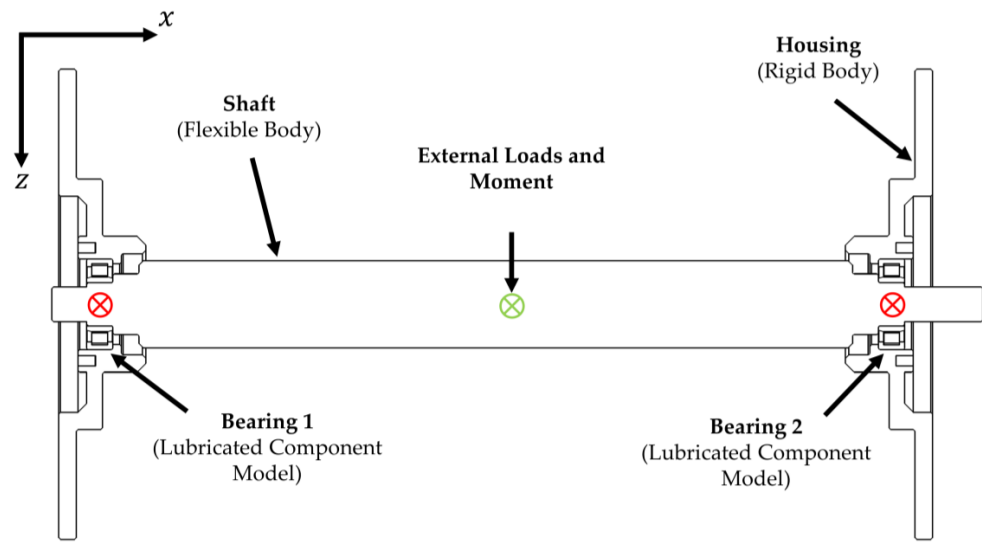 x
z
Housing
(Rigid Body)
Shaft
(Flexible Body)
External Loads and
Moment
Bearing 1
(Lubricated Component
Model)
Bearing 2
(Lubricated Component
Model)